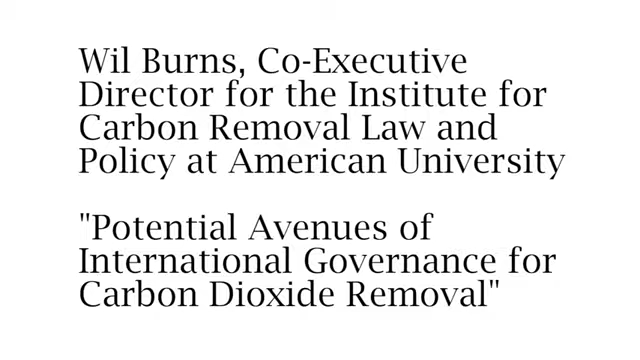 Wil Burns, Co-Executive
Director for the Institute for
Carbon Removal Law and
Policy at American University
"Potential Avenues of
International Governance for
Carbon Dioxide Removal"